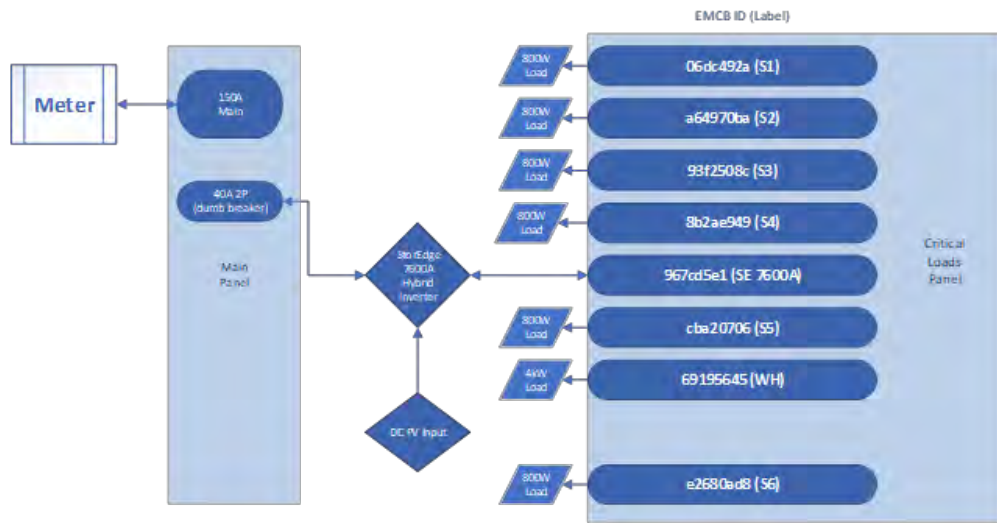 EMCB ID (Label)
Meter
150A
Main
40A 2P
(dumb breaker)
Main
Panel
StorEdge
7600A
Hybrid
Inverter
DC PV Input
800W
Load
06dc492a (S1)
800W
Load
a64970ba (S2)
800W
Load
93f2508c (S3)
800W
Load
8b2ae949 (S4)
967cd5e1 (SE 7600A)
800W
Load
cba20706 (S5)
4kW
Load
69195645 (WH)
800W
Load
e2680ad8 (S6)
Critical
Loads
Panel